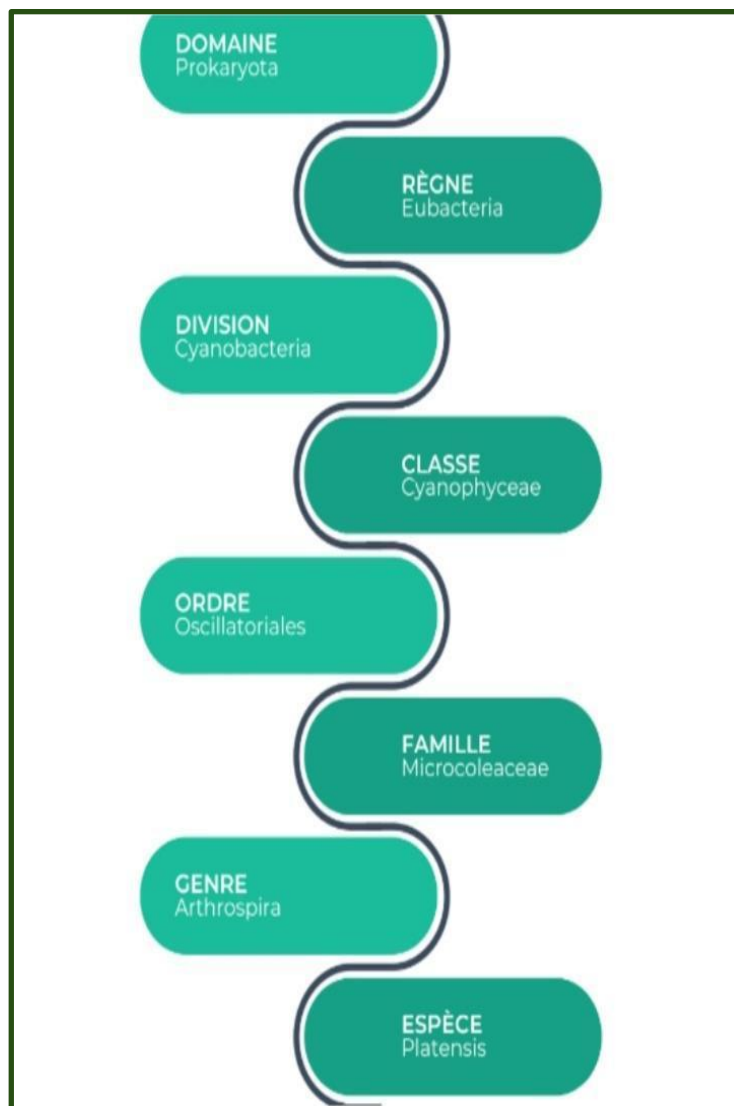 DOMAINE
Prokaryota
RÈGNE
Eubacteria
DIVISION
Cyanobacteria
CLASSE
Cyanophyceae
ORDRE
Oscillatoriales
FAMILLE
Microcoleaceae
GENRE
Arthrospira
ESPÈCE
Platensis